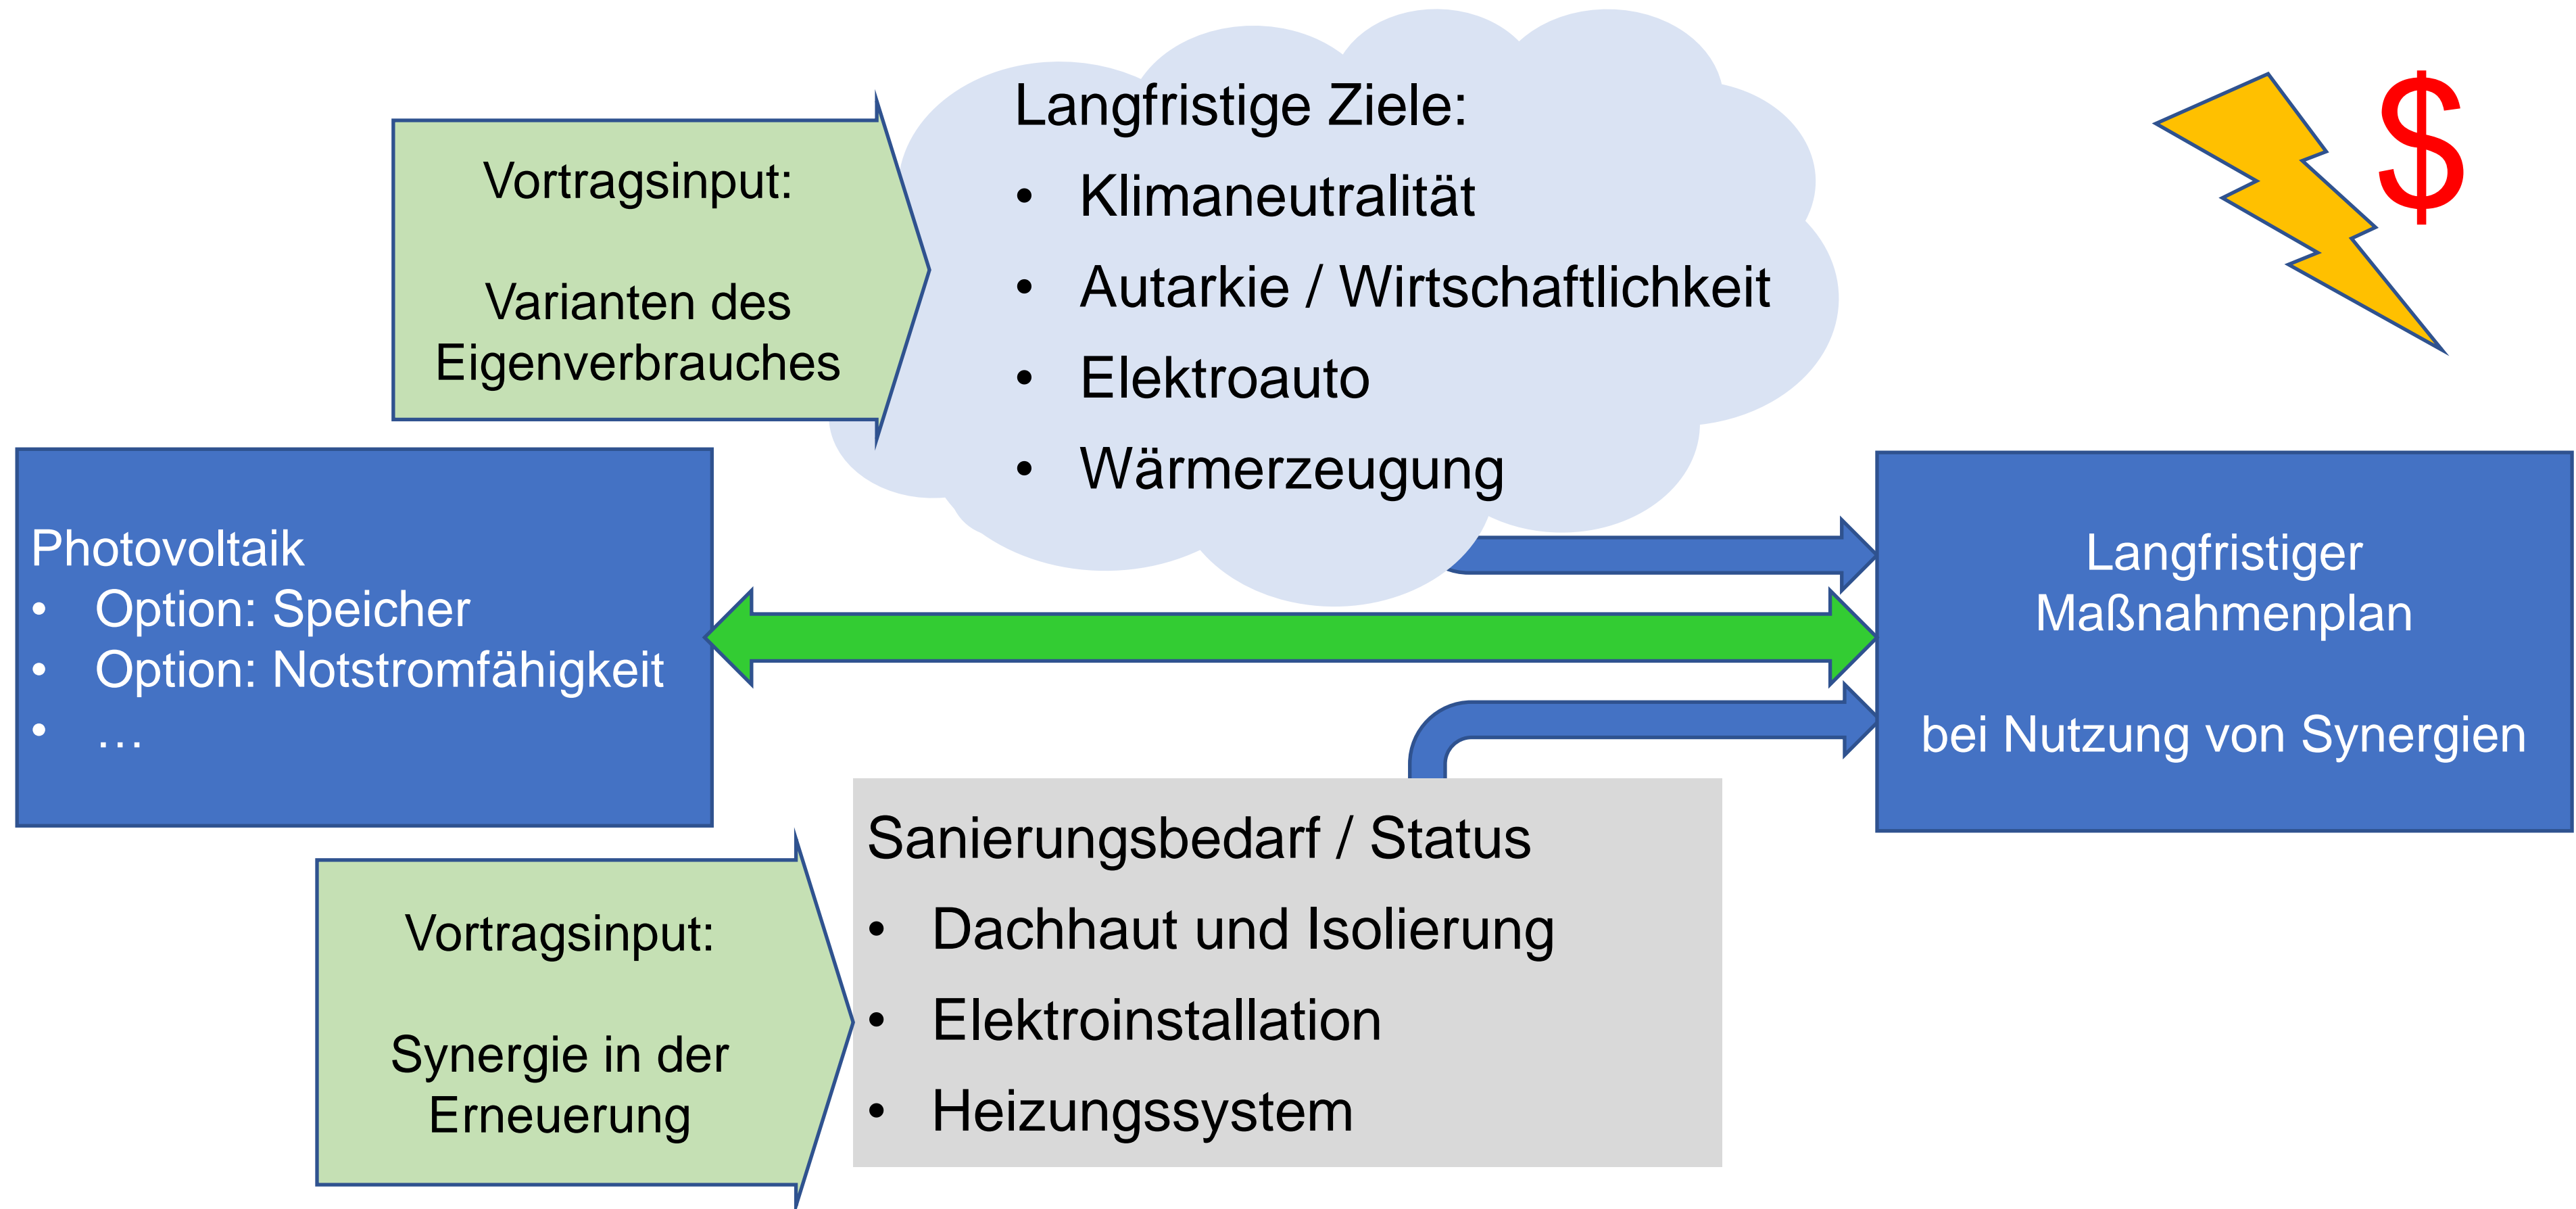 Vortragsinput:
Varianten des
Eigenverbrauches
Langfristige Ziele:
• Klimaneutralität
• Autarkie / Wirtschaftlichkeit
• Elektroauto
• Wärmerzeugung
$
Photovoltaik
• Option: Speicher
• Option: Notstromfähigkeit
• …
Langfristiger
Maßnahmenplan
bei Nutzung von Synergien
Vortragsinput:
Synergie in der
Erneuerung
Sanierungsbedarf / Status
• Dachhaut und Isolierung
• Elektroinstallation
• Heizungssystem